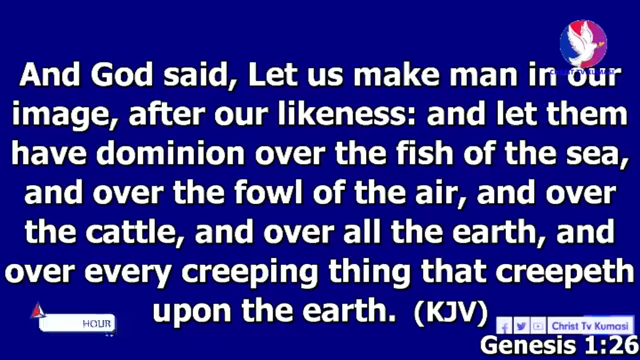 And God said, Let us make man in our
image, after our likeness: and let them
have dominion over the fish of the sea,
and over the fowl of the air, and over
the cattle, and over all the earth, and
over every creeping thing that creepeth
upon the earth. (KJV)
HOUR
Christ Tv Kumasi
Genesis 1:26